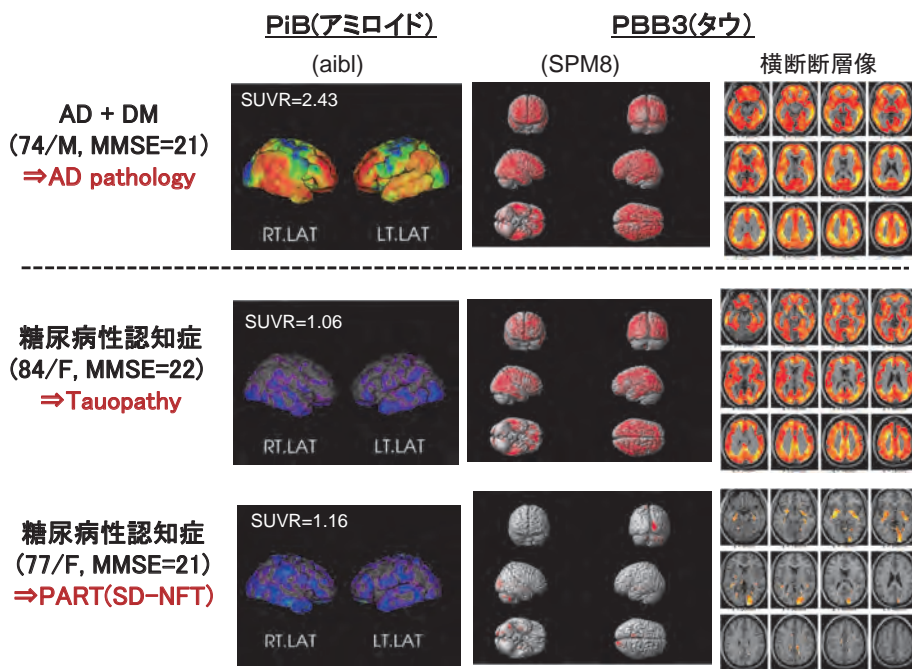 PiB(アミロイド)
PBB3(タウ)
(aibl)
(SPM8)
横断断層像
AD + DM
(74/M, MMSE=21)
⇒AD pathology
SUVR=2.43
RT.LAT
LT.LAT
糖尿病性認知症
(84/F, MMSE=22)
⇒Tauopathy
SUVR=1.06
RT.LAT
LT.LAT
糖尿病性認知症
(77/F, MMSE=21)
⇒PART(SD-NFT)
SUVR=1.16
RT.LAT
LT.LAT